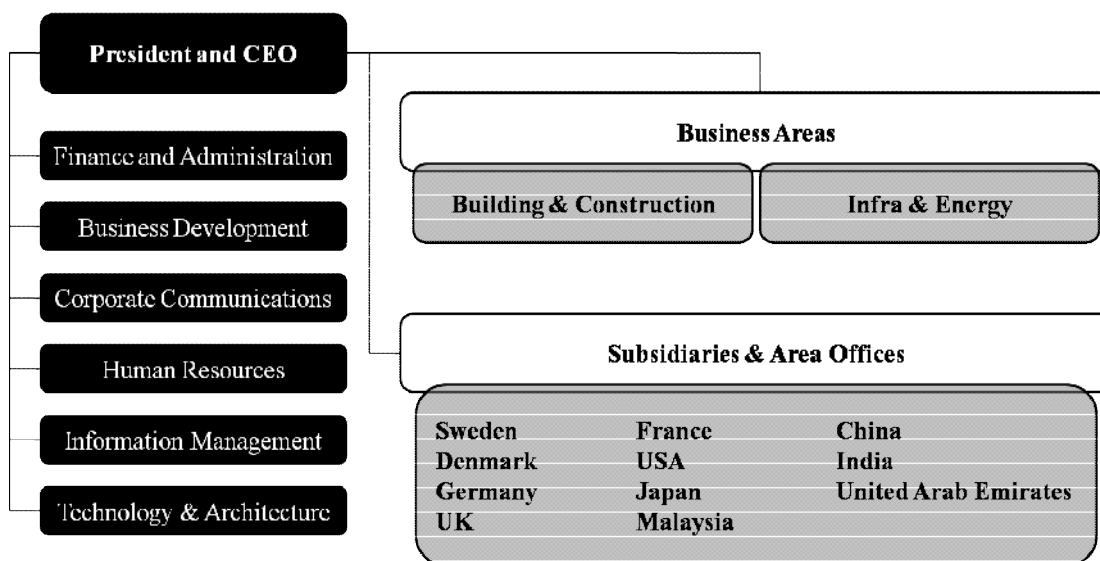 President and CEO
Finance and Administration
Business Development
Corporate Communications
Human Resources
Information Management
Technology & Architecture
Business Areas
Building & Construction
Infra & Energy
Subsidiaries & Area Offices
Sweden France China
Denmark USA India
Germany Japan United Arab Emirates
UK Malaysia